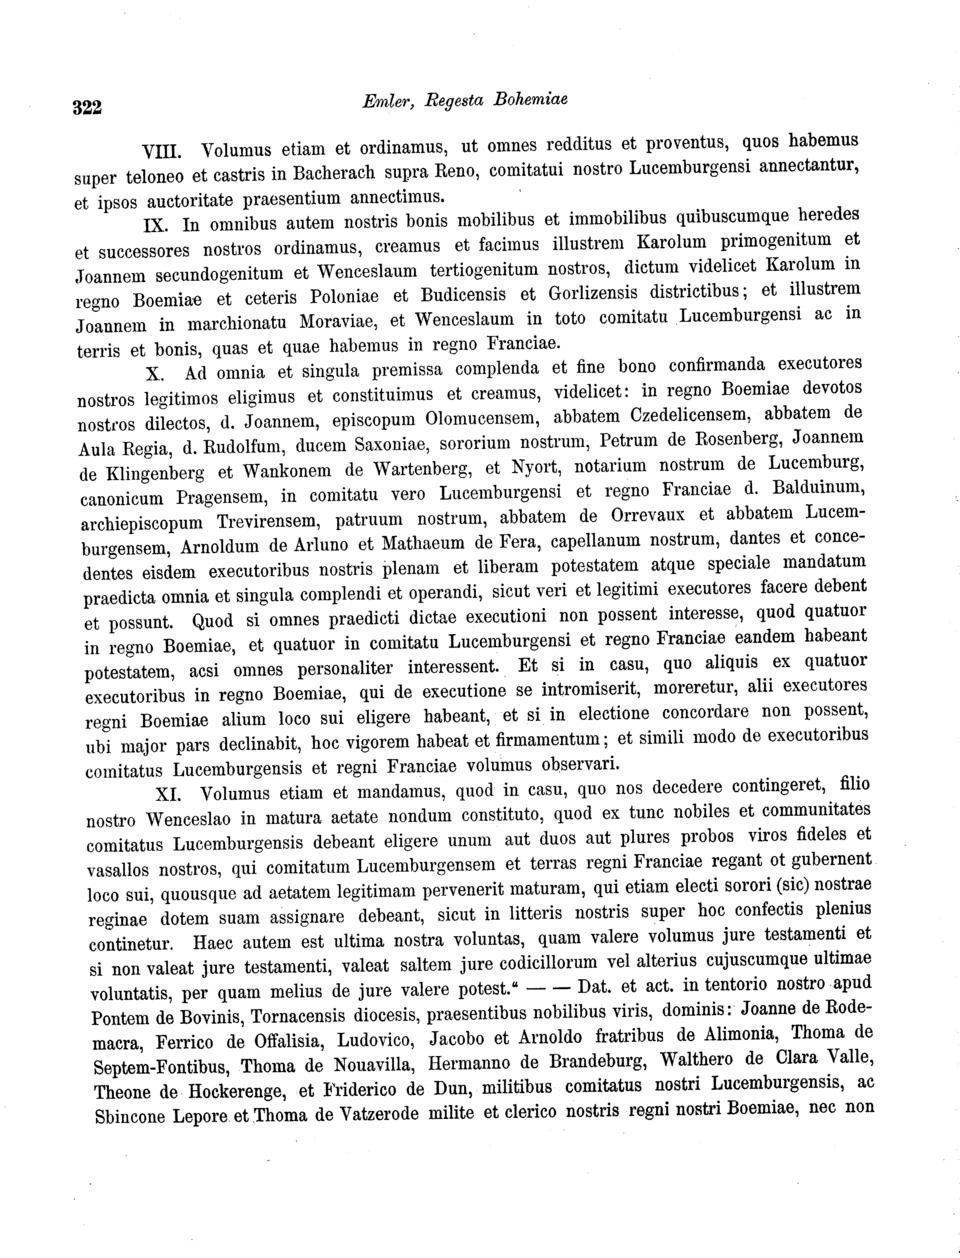 322
Emler, Regesta Bohemiae
VIII. Volumus etiam et ordinamus, ut omnes redditus et proventus, quos habemus
super teloneo et castris in Bacherach supra Reno, comitatui nostro Lucemburgensi annectantur,
et ipsos auctoritate praesentium annectimus.
IX. In omnibus autem nostris bonis mobilibus et immobilibus quibuscumque heredes
et successores nostros ordinamus, creamus et facimus illustrem Karolum primogenitum et
Joannem secundogenitum et Wenceslaum tertiogenitum nostros, dictum videlicet Karolum in
regno Boemiae et ceteris Poloniae et Budicensis et Gorlizensis districtibus; et illustrem
Joannem in marchionatu Moraviae, et Wenceslaum in toto comitatu Lucemburgensi ac in
terris et bonis, quas et quae habemus in regno Franciae.
X. Ad omnia et singula premissa complenda et fine bono confirmanda executores
nostros legitimos eligimus et constituimus et creamus, videlicet: in regno Boemiae devotos
nostros dilectos, d. Joannem, episcopum Olomucensem, abbatem Czedelicensem, abbatem de
Aula Regia, d. Rudolfum, ducem Saxoniae, sororium nostrum, Petrum de Rosenberg, Joannem
de Klingenberg et Wankonem de Wartenberg, et Nyort, notarium nostrum de Lucemburg,
canonicum Pragensem, in comitatu vero Lucemburgensi et regno Franciae d. Balduinum,
archiepiscopum Trevirensem, patruum nostrum, abbatem de Orrevaux et abbatem Lucem-
burgensem, Arnoldum de Arluno et Mathaeum de Fera, capellanum nostrum, dantes et conce-
dentes eisdem executoribus nostris plenam et liberam potestatem atque speciale mandatum
praedicta omnia et singula complendi et operandi, sicut veri et legitimi executores facere debent
et possunt. Quod si omnes praedicti dictae executioni non possent interesse, quod quatuor
in regno Boemiae, et quatuor in comitatu Lucemburgensi et regno Franciae eandem habeant
potestatem, acsi omnes personaliter interessent. Et si in casu, quo aliquis ex quatuor
executoribus in regno Boemiae, qui de executione se intromiserit, moreretur, alii executores
regni Boemiae alium loco sui eligere habeant, et si in electione concordare non possent,
ubi major pars declinabit, hoc vigorem habeat et firmamentum; et simili modo de executoribus
comitatus Lucemburgensis et regni Franciae volumus observari.
XI. Volumus etiam et mandamus, quod in casu, quo nos decedere contingeret, filio
nostro Wenceslao in matura aetate nondum constituto, quod ex tunc nobiles et communitates
comitatus Lucemburgensis debeant eligere unum aut duos aut plures probos viros fideles et
vasallos nostros, qui comitatum Lucemburgensem et terras regni Franciae regant ot gubernent
loco sui, quousque ad aetatem legitimam pervenerit maturam, qui etiam electi sorori (sic) nostrae
reginae dotem suam assignare debeant, sicut in litteris nostris super hoc confectis plenius
continetur. Haec autem est ultima nostra voluntas, quam valere volumus jure testamenti et
si non valeat jure testamenti, valeat saltem jure codicillorum vel alterius cujuscumque ultimae
voluntatis, per quam melius de jure valere potest.“ — — Dat. et act. in tentorio nostro apud
Pontem de Bovinis, Tornacensis diocesis, praesentibus nobilibus viris, dominis: Joanne de Rode-
macra, Ferrico de Offalisia, Ludovico, Jacobo et Arnoldo fratribus de Alimonia, Thoma de
Septem-Fontibus, Thoma de Nouavilla, Hermanno de Brandeburg, Walthero de Clara Valle,
Theone de Hockerenge, et Friderico de Dun, militibus comitatus nostri Lucemburgensis, ac
Sbincone Lepore et Thoma de Vatzerode milite et clerico nostris regni nostri Boemiae, nec non